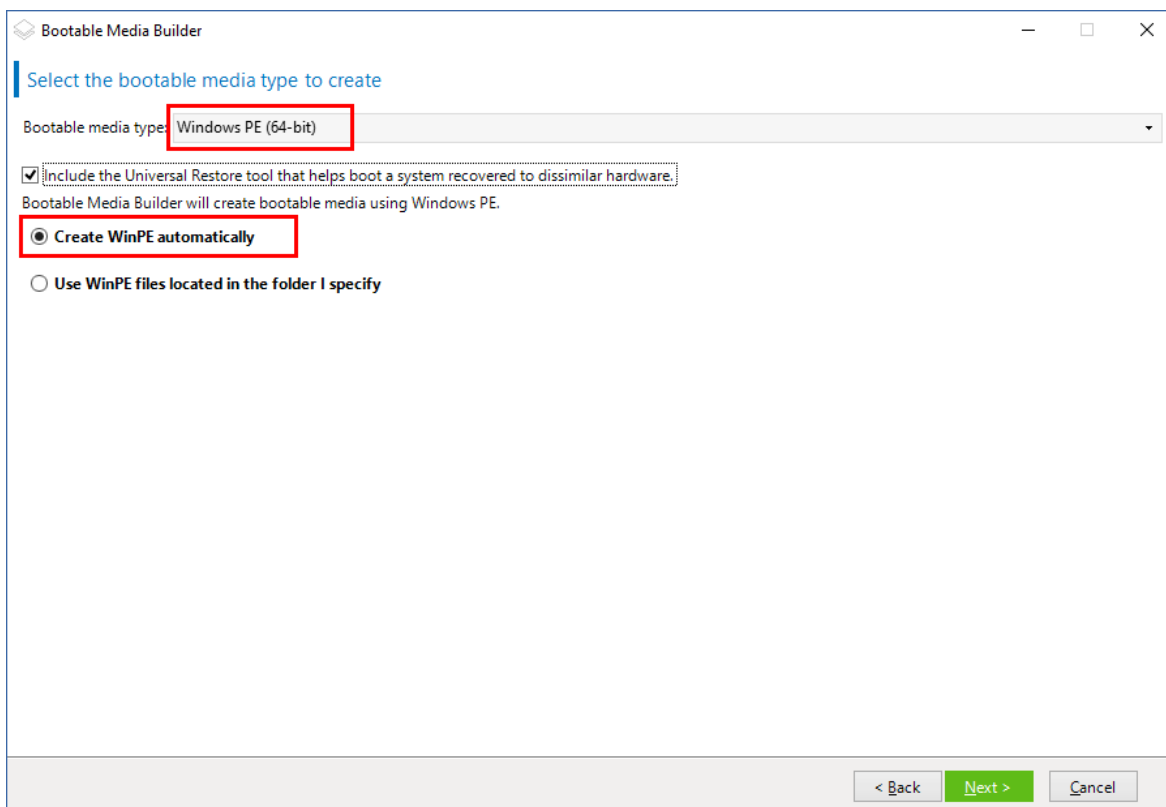 Bootable Media Builder
Select the bootable media type to create
Bootable media type: Windows PE (64-bit)
Include the Universal Restore tool that helps boot a system recovered to dissimilar hardware.
Bootable Media Builder will create bootable media using Windows PE.
Create WinPE automatically
Use WinPE files located in the folder I specify
< Back Next > Cancel